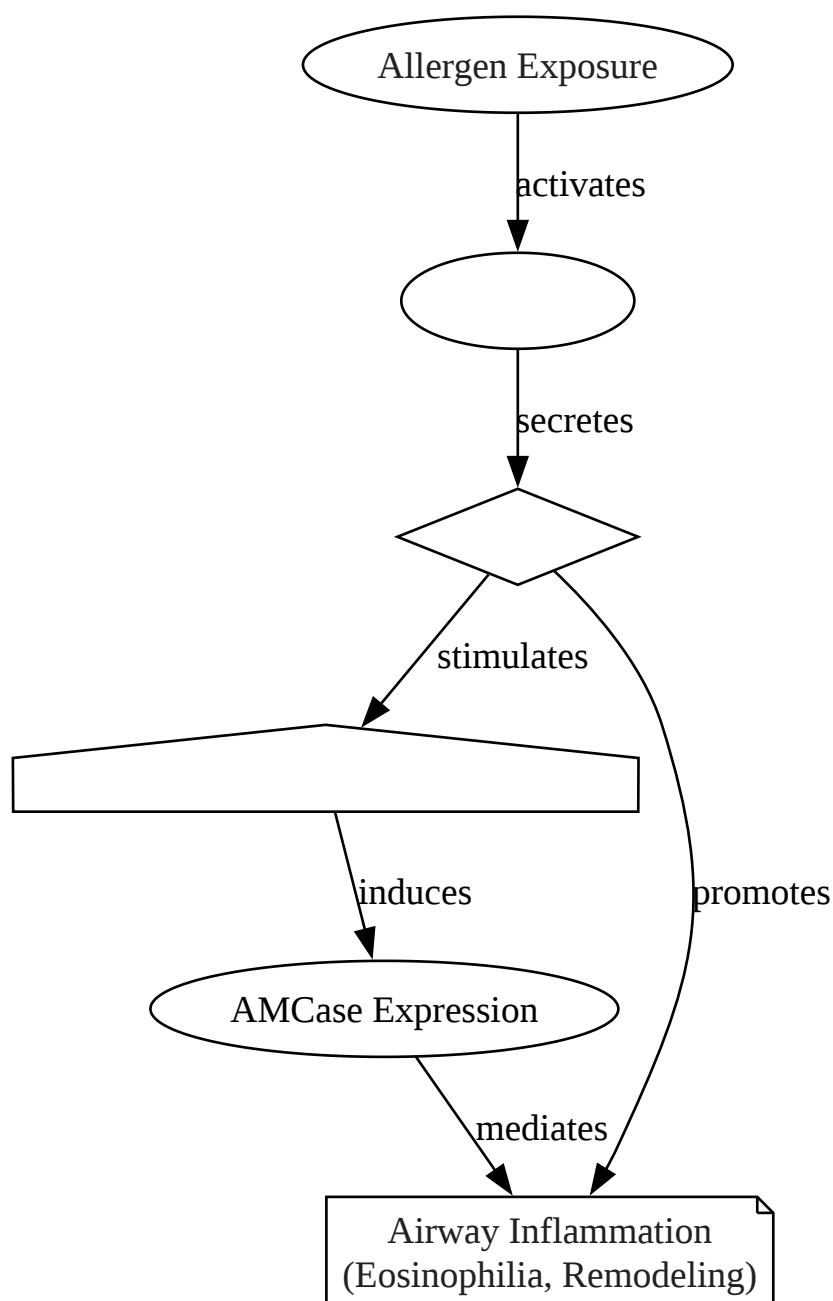 Allergen Exposure
activates
secretes
stimulates
induces
promotes
AMCase Expression
mediates
Airway Inflammation
(Eosinophilia, Remodeling)